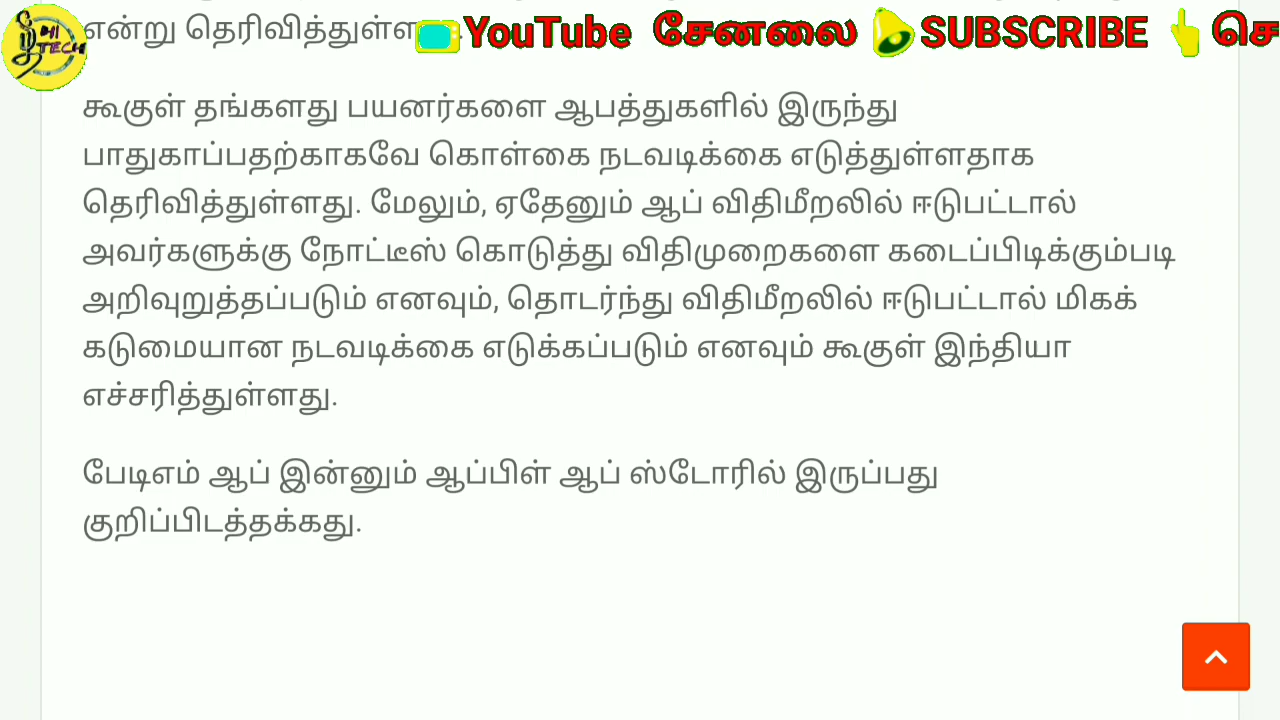 YouTube சேனலை SUBSCRIBE செ
TECH
என்று தெரிவித்துள்ள
கூகுள் தங்களது பயனர்களை ஆபத்துகளில் இருந்து
பாதுகாப்பதற்காகவே கொள்கை நடவடிக்கை எடுத்துள்ளதாக
தெரிவித்துள்ளது. மேலும், ஏதேனும் ஆப் விதிமீறலில் ஈடுபட்டால்
அவர்களுக்கு நோட்டீஸ் கொடுத்து விதிமுறைகளை கடைப்பிடிக்கும்படி
அறிவுறுத்தப்படும் எனவும், தொடர்ந்து விதிமீறலில் ஈடுபட்டால் மிகக்
கடுமையான நடவடிக்கை எடுக்கப்படும் எனவும் கூகுள் இந்தியா
எச்சரித்துள்ளது.
பேடிஎம் ஆப் இன்னும் ஆப்பிள் ஆப் ஸ்டோரில் இருப்பது
குறிப்பிடத்தக்கது.